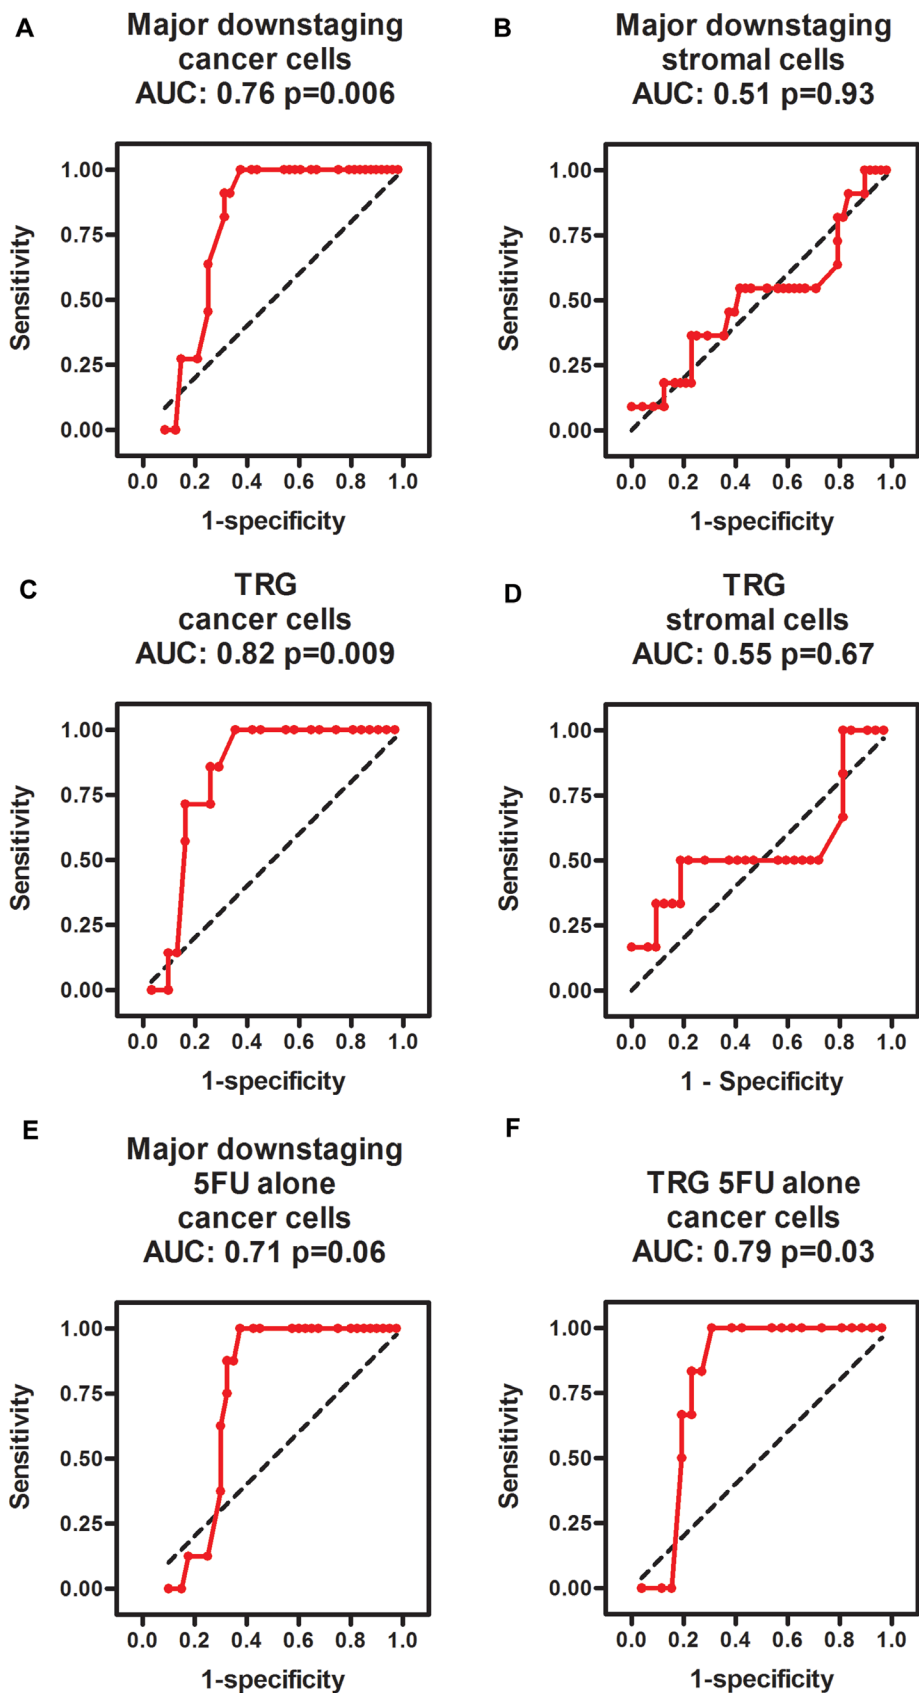 A
Major downstaging
cancer cells
AUC: 0.76 p=0.006
1.00
0.75
0.50
0.25
0.00
Sensitivity
0.0 0.2 0.4 0.6 0.8 1.0
1-specificity
B
Major downstaging
stromal cells
AUC: 0.51 p=0.93
1.00
0.75
0.50
0.25
0.00
Sensitivity
0.0 0.2 0.4 0.6 0.8 1.0
1-specificity
C
TRG
cancer cells
AUC: 0.82 p=0.009
1.00
0.75
0.50
0.25
0.00
Sensitivity
0.0 0.2 0.4 0.6 0.8 1.0
1-specificity
D
TRG
stromal cells
AUC: 0.55 p=0.67
1.00
0.75
0.50
0.25
0.00
Sensitivity
0.0 0.2 0.4 0.6 0.8 1.0
1 - Specificity
E
Major downstaging
5FU alone
cancer cells
AUC: 0.71 p=0.06
1.00
0.75
0.50
0.25
0.00
Sensitivity
0.0 0.2 0.4 0.6 0.8 1.0
1-specificity
F
TRG 5FU alone
cancer cells
AUC: 0.79 p=0.03
1.00
0.75
0.50
0.25
0.00
Sensitivity
0.0 0.2 0.4 0.6 0.8 1.0
1-specificity